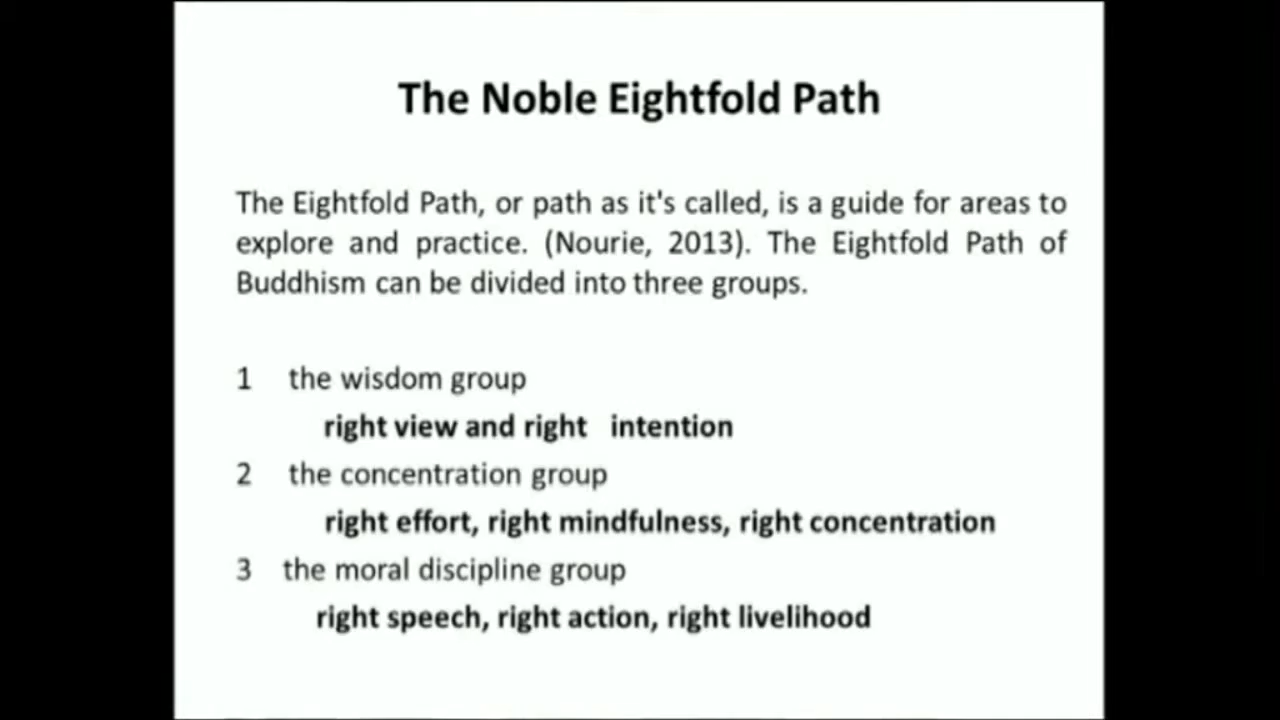 The Noble Eightfold Path
The Eightfold Path, or path as it's called, is a guide for areas to
explore and practice. (Nourie, 2013). The Eightfold Path of
Buddhism can be divided into three groups.
1 the wisdom group
right view and right intention
2 the concentration group
right effort, right mindfulness, right concentration
3 the moral discipline group
right speech, right action, right livelihood